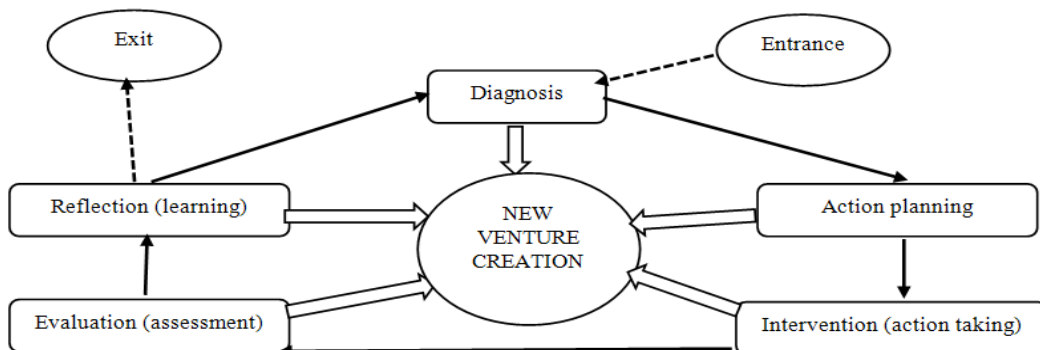 Exit
Entrance
Diagnosis
Reflection (learning)
NEW
VENTURE
CREATION
Action planning
Evaluation (assessment)
Intervention (action taking)